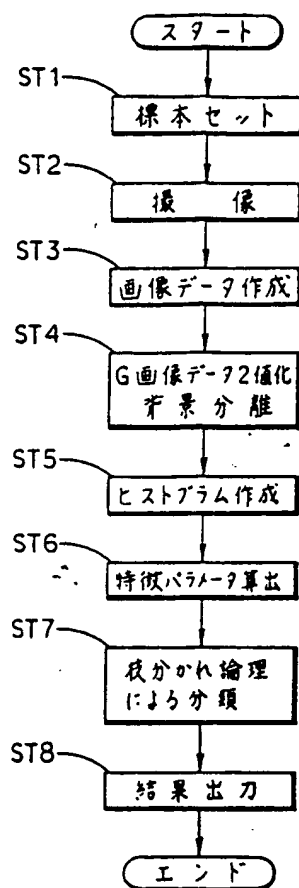 スタート
ST1
標本セット
ST2
撮像
ST3
画像データ作成
ST4
G画像データ2値化
背景分離
ST5
ヒストグラム作成
ST6
特徴パラメータ算出
ST7
枝分かれ論理
による分類
ST8
結果出力
エンド